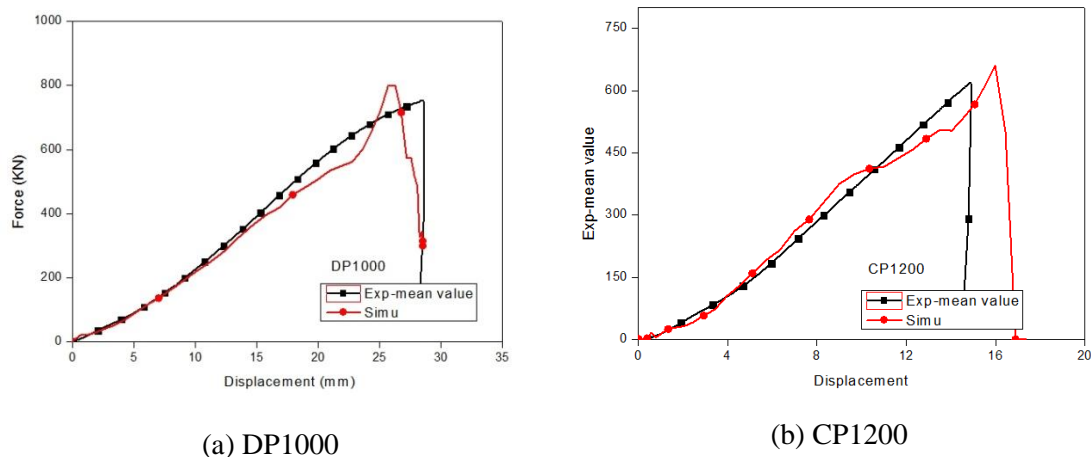 1000
800
600
400
200
0
Force (KN)
DP1000
Exp-mean value
Simu
0 5 10 15 20 25 30 35
Displacement (mm)
(a) DP1000
750
600
450
300
150
0
Exp-mean value
CP1200
Exp-mean value
Simu
0 4 8 12 16 20
Displacement
(b) CP1200